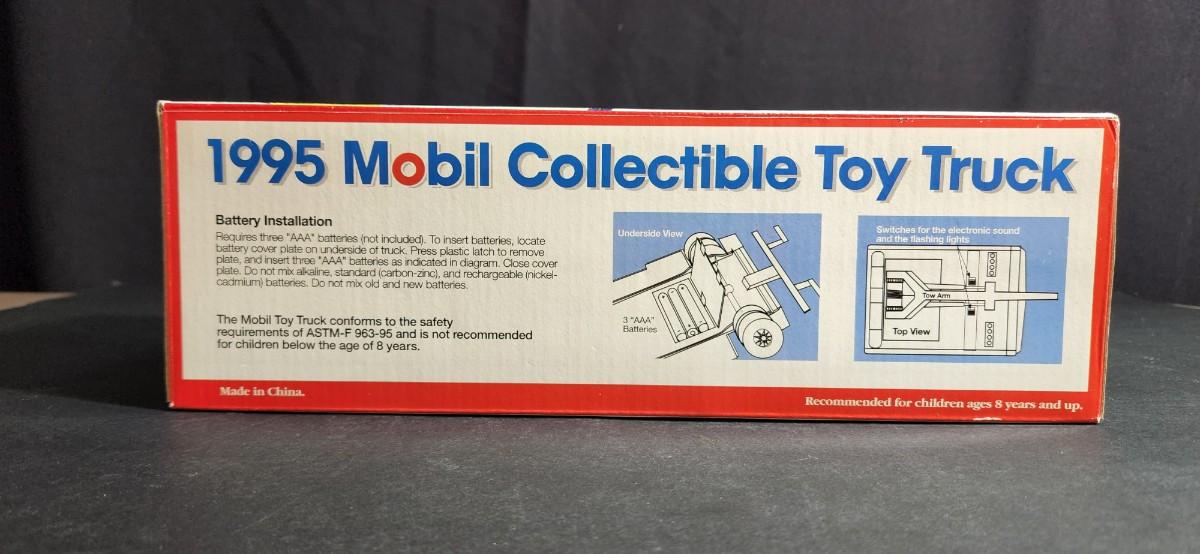 1995 Mobil Collectible Toy Truck
Battery Installation
Requires three "AAA" batteries (not included). To insert batteries, locate
battery cover plate on underside of truck. Press plastic latch to remove
plate, and insert three "AAA" batteries as indicated in diagram. Close cover
plate. Do not mix alkaline, standard (carbon-zinc), and rechargeable (nickel-
cadmium) batteries. Do not mix old and new batteries.
The Mobil Toy Truck conforms to the safety
requirements of ASTM-F 963-95 and is not recommended
for children below the age of 8 years.
Underside View
3 "AAA"
Batteries
Switches for the electronic sound
and the flashing lights
Tow Arm
Top View
Made in China.
Recommended for children ages 8 years and up.